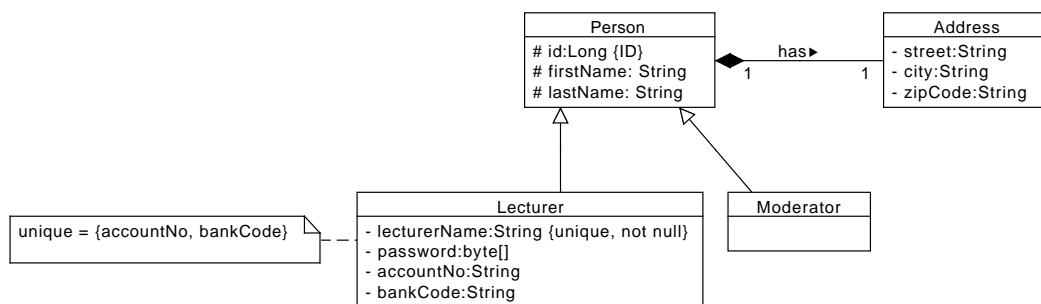 Person
# id:Long {ID}
# firstName: String
# lastName: String
has
1
1
Address
- street:String
- city:String
- zipCode:String
unique = {accountNo, bankCode}
Lecturer
- lecturerName:String {unique, not null}
- password:byte[]
- accountNo:String
- bankCode:String
Moderator